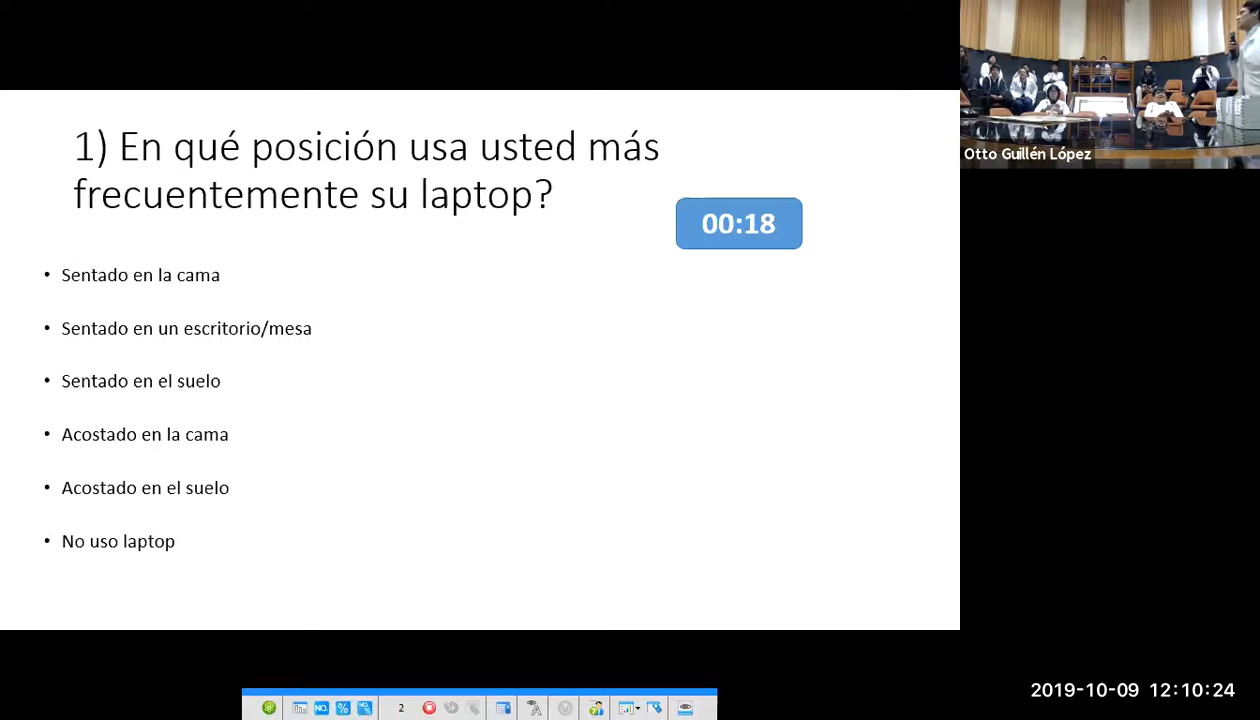 1) En qué posición usa usted más
frecuentemente su laptop?
00:18
• Sentado en la cama
• Sentado en un escritorio/mesa
• Sentado en el suelo
• Acostado en la cama
• Acostado en el suelo
• No uso laptop
Otto Guillén López
NO. % 2
2019-10-09 12:10:24